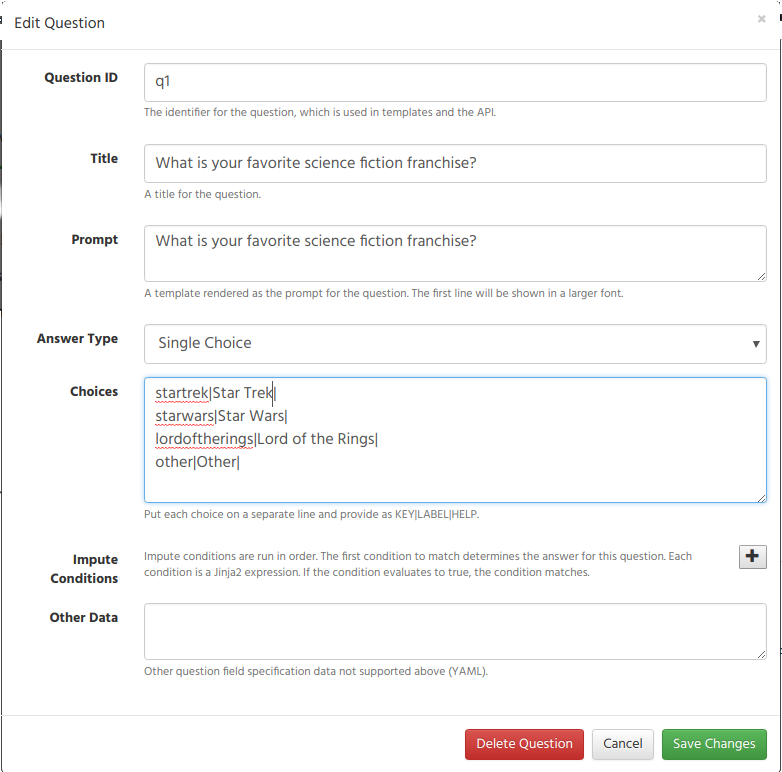 Edit Question
×
Question ID
q1
The identifier for the question, which is used in templates and the API.
Title
What is your favorite science fiction franchise?
A title for the question.
Prompt
What is your favorite science fiction franchise?
A template rendered as the prompt for the question. The first line will be shown in a larger font.
Answer Type
Single Choice
Choices
startrek|Star Trek|
starwars|Star Wars|
lordoftherings|Lord of the Rings|
other|Other|
Put each choice on a separate line and provide as KEY|LABEL|HELP.
Impute
Conditions
Impute conditions are run in order. The first condition to match determines the answer for this question. Each
condition is a Jinja2 expression. If the condition evaluates to true, the condition matches.
Other Data
Other question field specification data not supported above (YAML).
Delete Question
Cancel
Save Changes